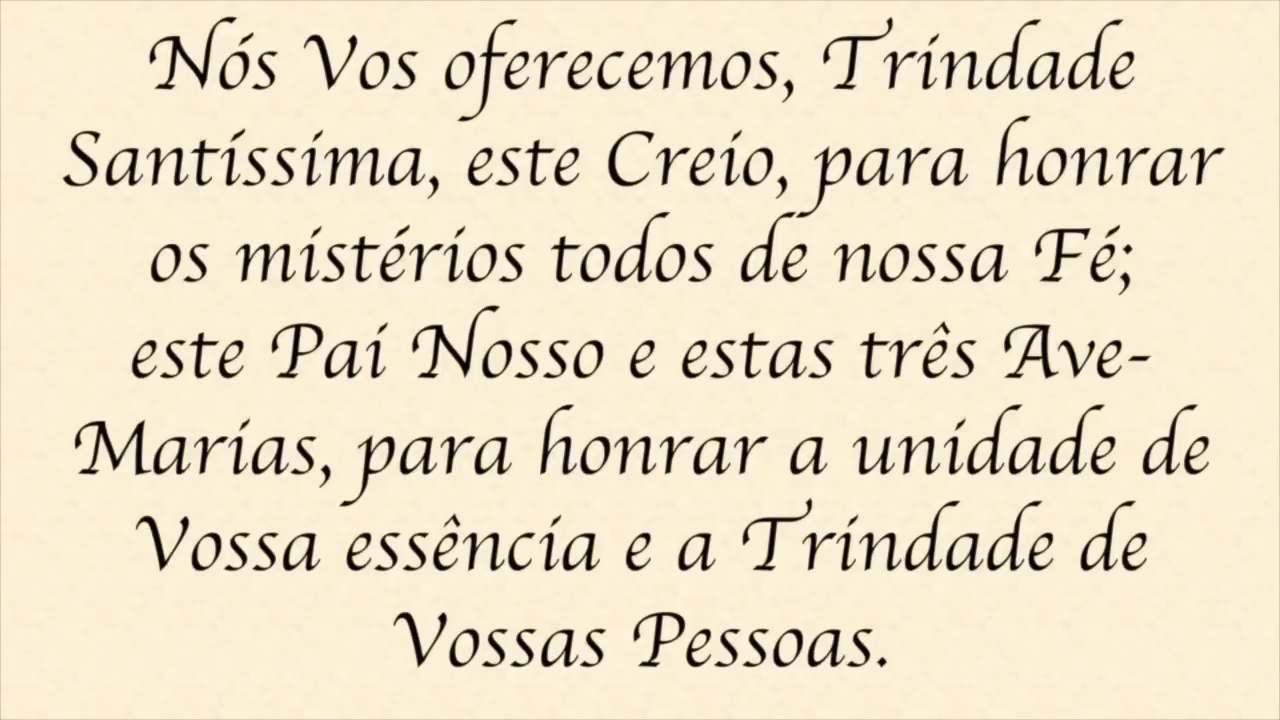 Nós Vos oferecemos, Trindade
Santíssima, este Creio, para honrar
os mistérios todos de nossa Fé;
este Pai Nosso e estas três Ave-
Marias, para honrar a unidade de
Vossa essência e a Trindade de
Vossas Pessoas.